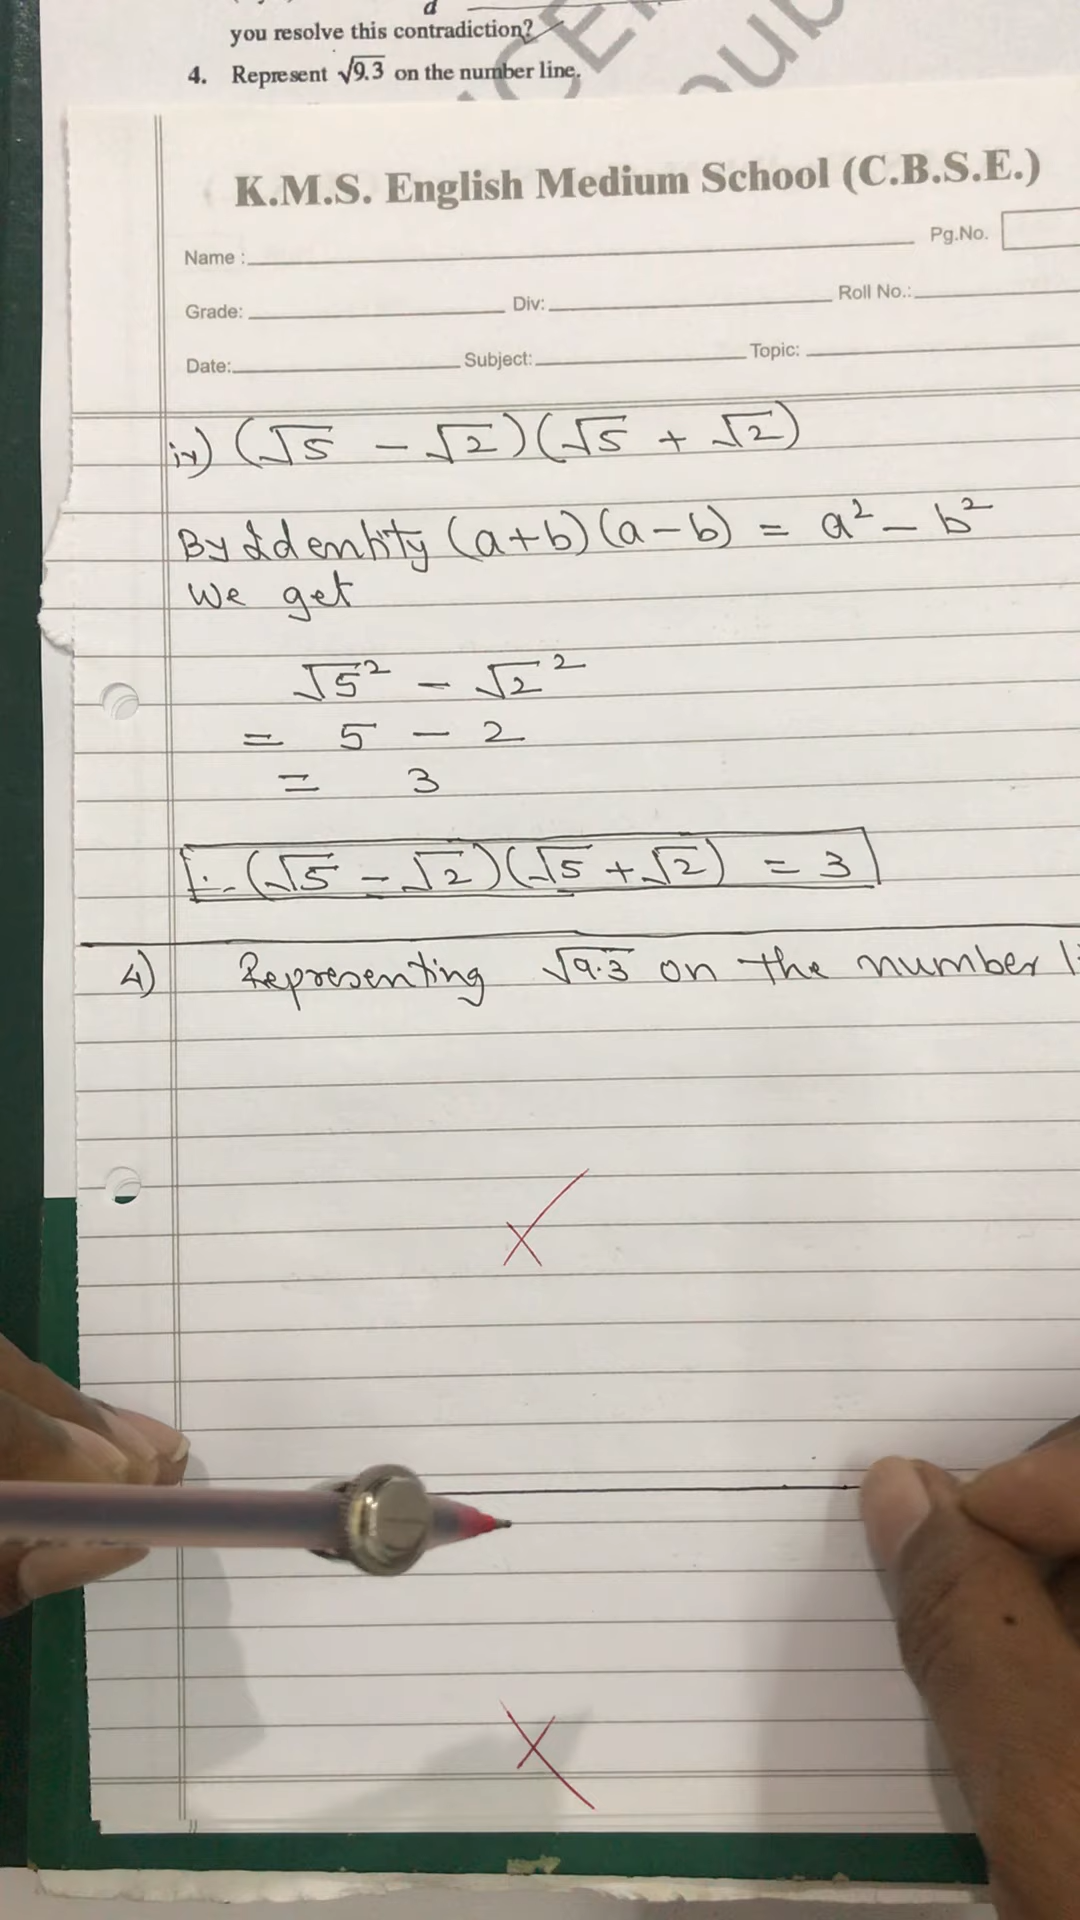 d
you resolve this contradiction?
4. Represent √9.3 on the number line.
K.M.S. English Medium School (C.B.S.E.)
Pg.No.
Name :
Grade: Div: Roll No.:
Date: Subject: Topic:
iv) (√5 - √2)(√5 + √2)
By Identity (a+b)(a-b) = a² - b²
We get
√5² - √2²
= 5 - 2
= 3
∴ (√5 - √2)(√5 + √2) = 3
4) Representing √9.3 on the number li